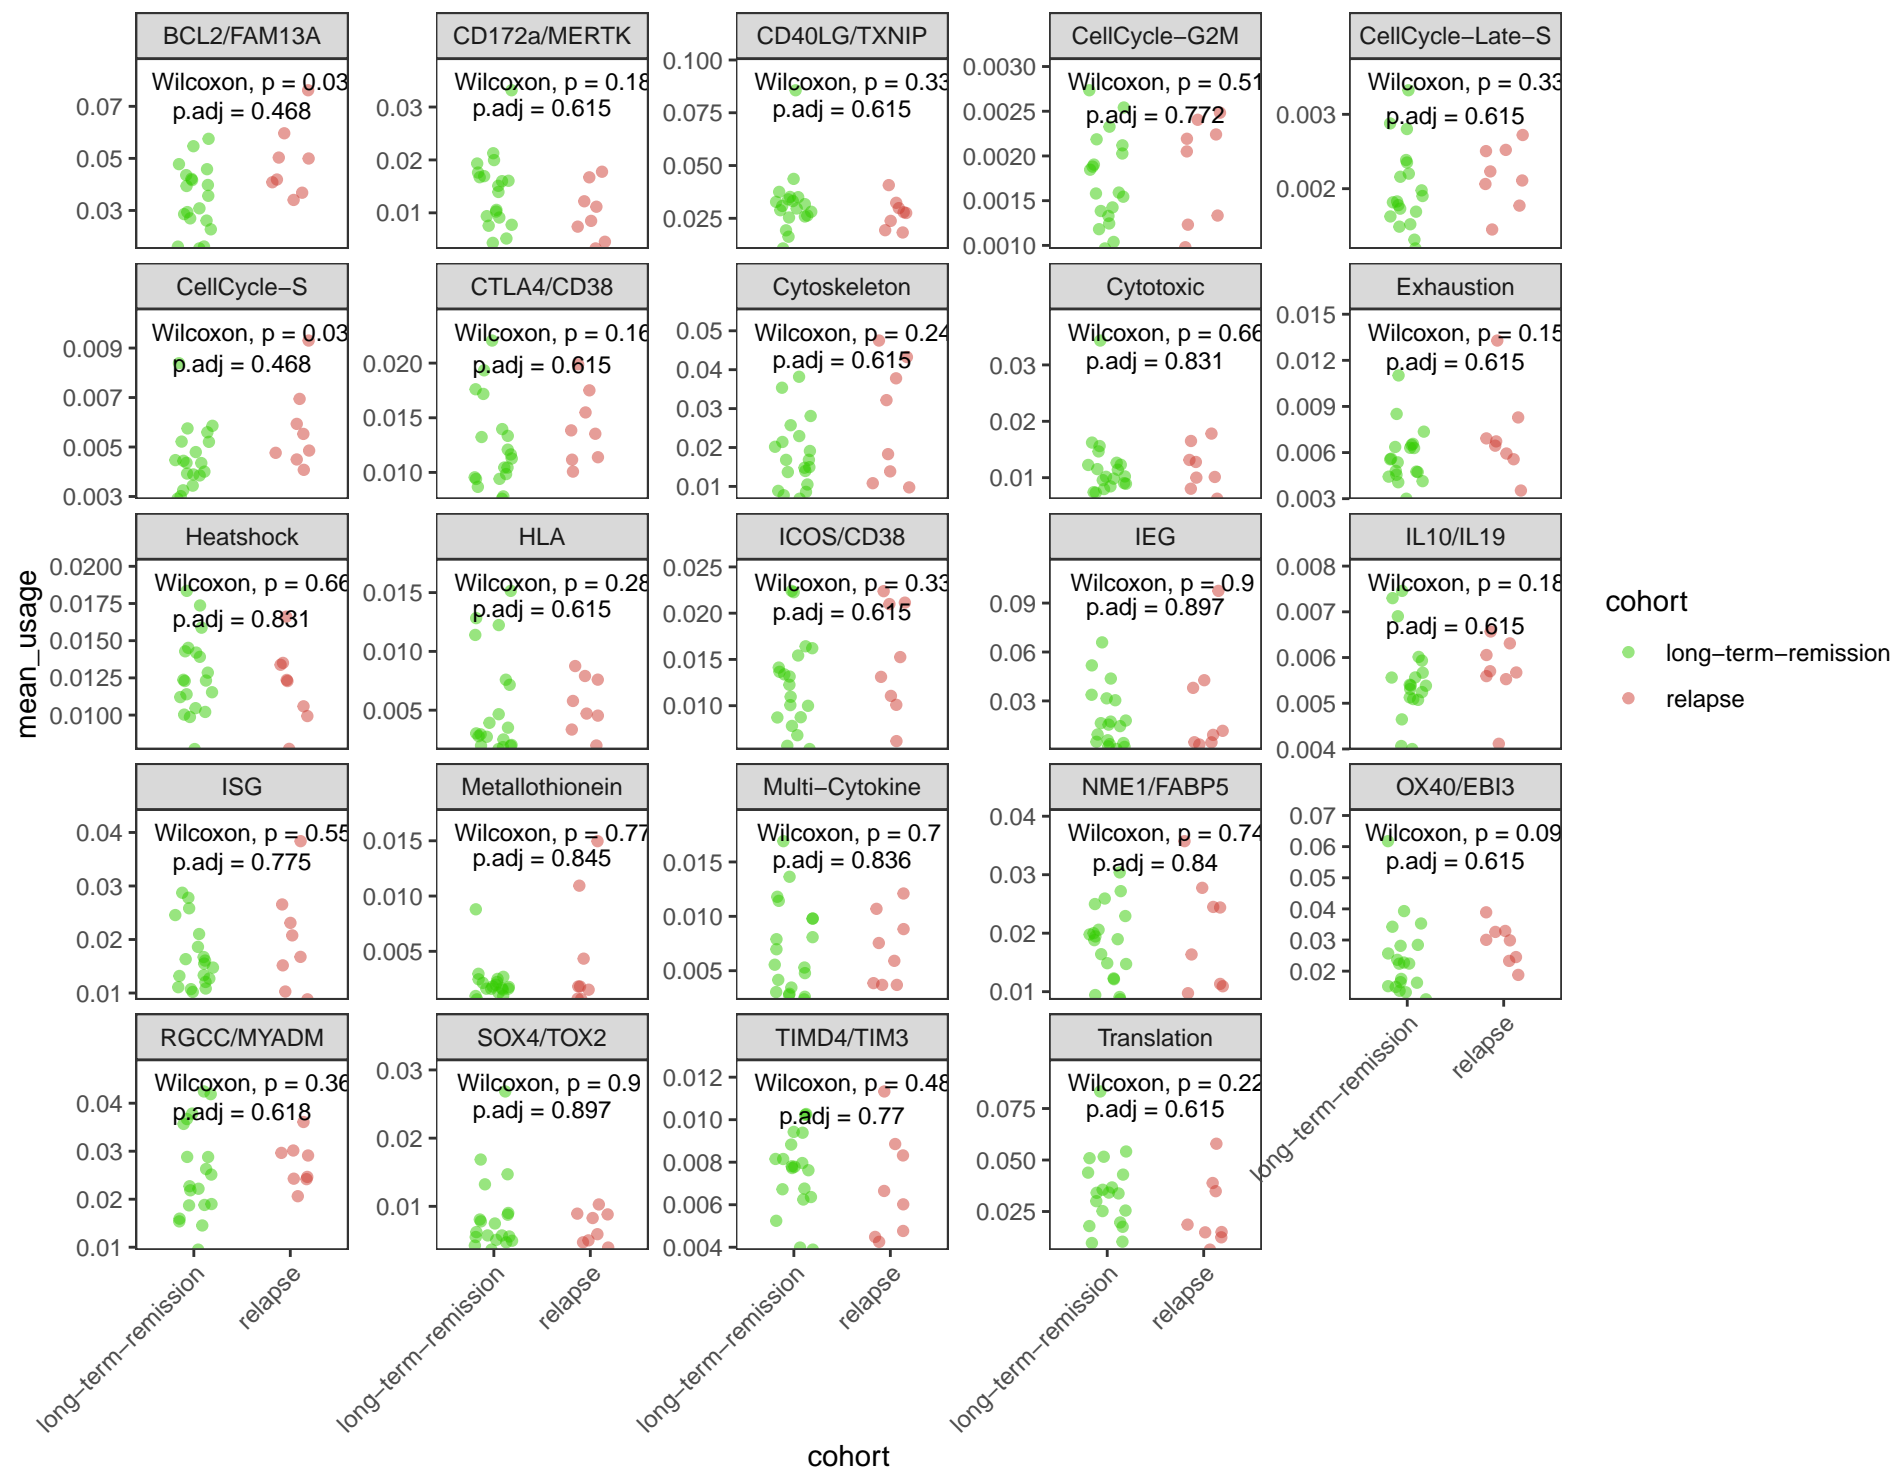 BCL2/FAM13A
CD172a/MERTK
CD40LG/TXNIP
CellCycle−G2M
CellCycle−Late−S
Wilcoxon, p = 0.03
p.adj = 0.468
0.07
0.05
0.03
Wilcoxon, p = 0.18
p.adj = 0.615
0.03
0.02
0.01
Wilcoxon, p = 0.33
p.adj = 0.615
0.100
0.075
0.050
0.025
Wilcoxon, p = 0.51
p.adj = 0.772
0.0030
0.0025
0.0020
0.0015
0.0010
Wilcoxon, p = 0.33
p.adj = 0.615
0.003
0.002
CellCycle−S
CTLA4/CD38
Cytoskeleton
Cytotoxic
Exhaustion
Wilcoxon, p = 0.03
p.adj = 0.468
0.009
0.007
0.005
0.003
Wilcoxon, p = 0.16
p.adj = 0.615
0.020
0.015
0.010
Wilcoxon, p = 0.24
p.adj = 0.615
0.05
0.04
0.03
0.02
0.01
Wilcoxon, p = 0.66
p.adj = 0.831
0.03
0.02
0.01
Wilcoxon, p = 0.15
p.adj = 0.615
0.015
0.012
0.009
0.006
0.003
Heatshock
HLA
ICOS/CD38
IEG
IL10/IL19
Wilcoxon, p = 0.66
p.adj = 0.831
0.0200
0.0175
0.0150
0.0125
0.0100
Wilcoxon, p = 0.28
p.adj = 0.615
0.015
0.010
0.005
Wilcoxon, p = 0.33
p.adj = 0.615
0.025
0.020
0.015
0.010
Wilcoxon, p = 0.9
p.adj = 0.897
0.09
0.06
0.03
Wilcoxon, p = 0.18
p.adj = 0.615
0.008
0.007
0.006
0.005
0.004
ISG
Metallothionein
Multi−Cytokine
NME1/FABP5
OX40/EBI3
Wilcoxon, p = 0.55
p.adj = 0.775
0.04
0.03
0.02
0.01
Wilcoxon, p = 0.77
p.adj = 0.845
0.015
0.010
0.005
Wilcoxon, p = 0.7
p.adj = 0.836
0.015
0.010
0.005
Wilcoxon, p = 0.74
p.adj = 0.84
0.04
0.03
0.02
0.01
Wilcoxon, p = 0.09
p.adj = 0.615
0.07
0.06
0.05
0.04
0.03
0.02
RGCC/MYADM
SOX4/TOX2
TIMD4/TIM3
Translation
Wilcoxon, p = 0.36
p.adj = 0.618
0.04
0.03
0.02
0.01
Wilcoxon, p = 0.9
p.adj = 0.897
0.03
0.02
0.01
Wilcoxon, p = 0.48
p.adj = 0.77
0.012
0.010
0.008
0.006
0.004
Wilcoxon, p = 0.22
p.adj = 0.615
0.075
0.050
0.025
long−term−remission
relapse
long−term−remission
relapse
long−term−remission
relapse
long−term−remission
relapse
long−term−remission
relapse
cohort
mean_usage
cohort
long−term−remission
relapse